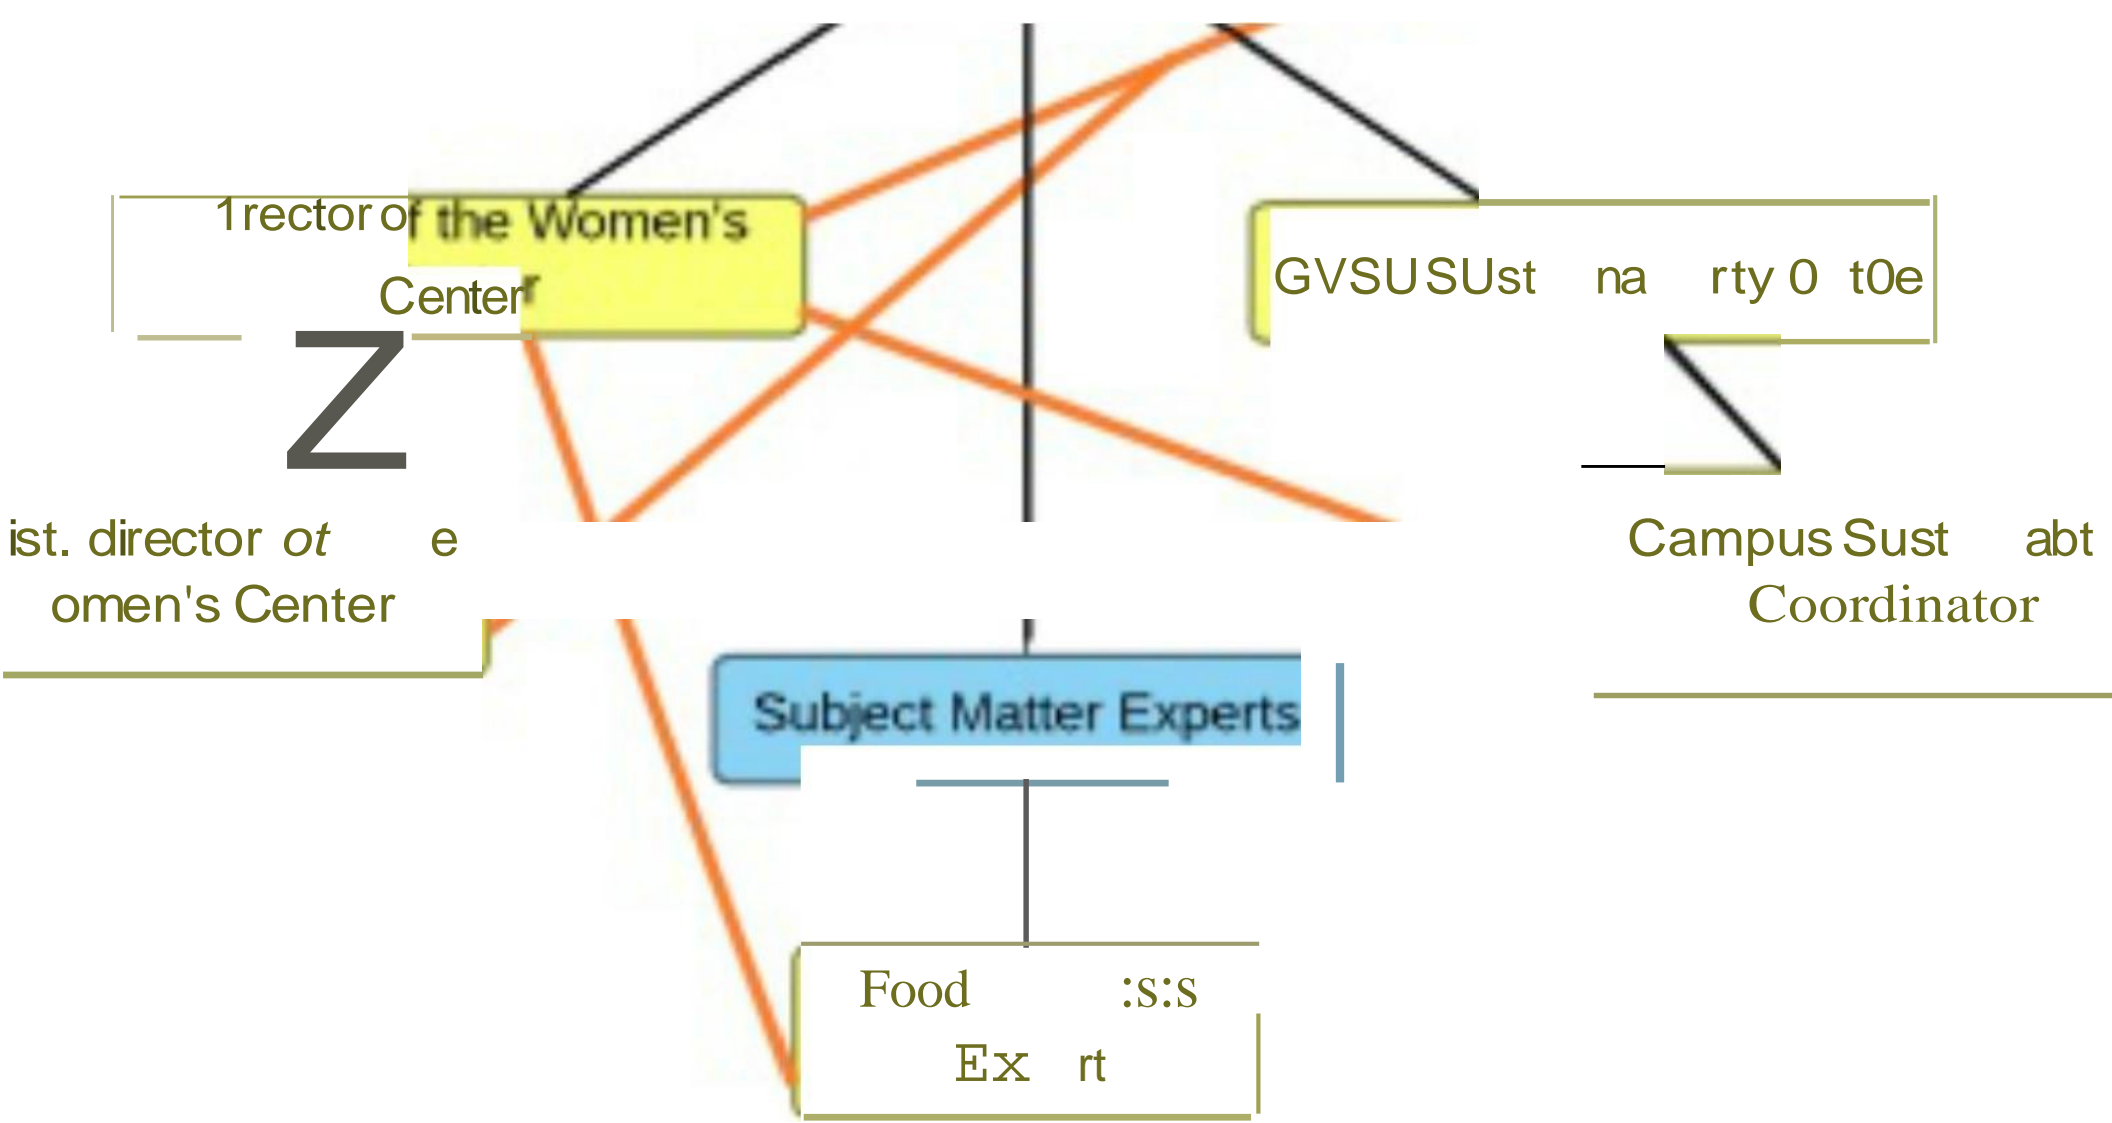 1rector of the Women's
Center
GVSU SUst na rty 0 t0e
Z
ist. director ot e
omen's Center
Campus Sust abt
Coordinator
Subject Matter Experts
Food :s:s
Ex rt